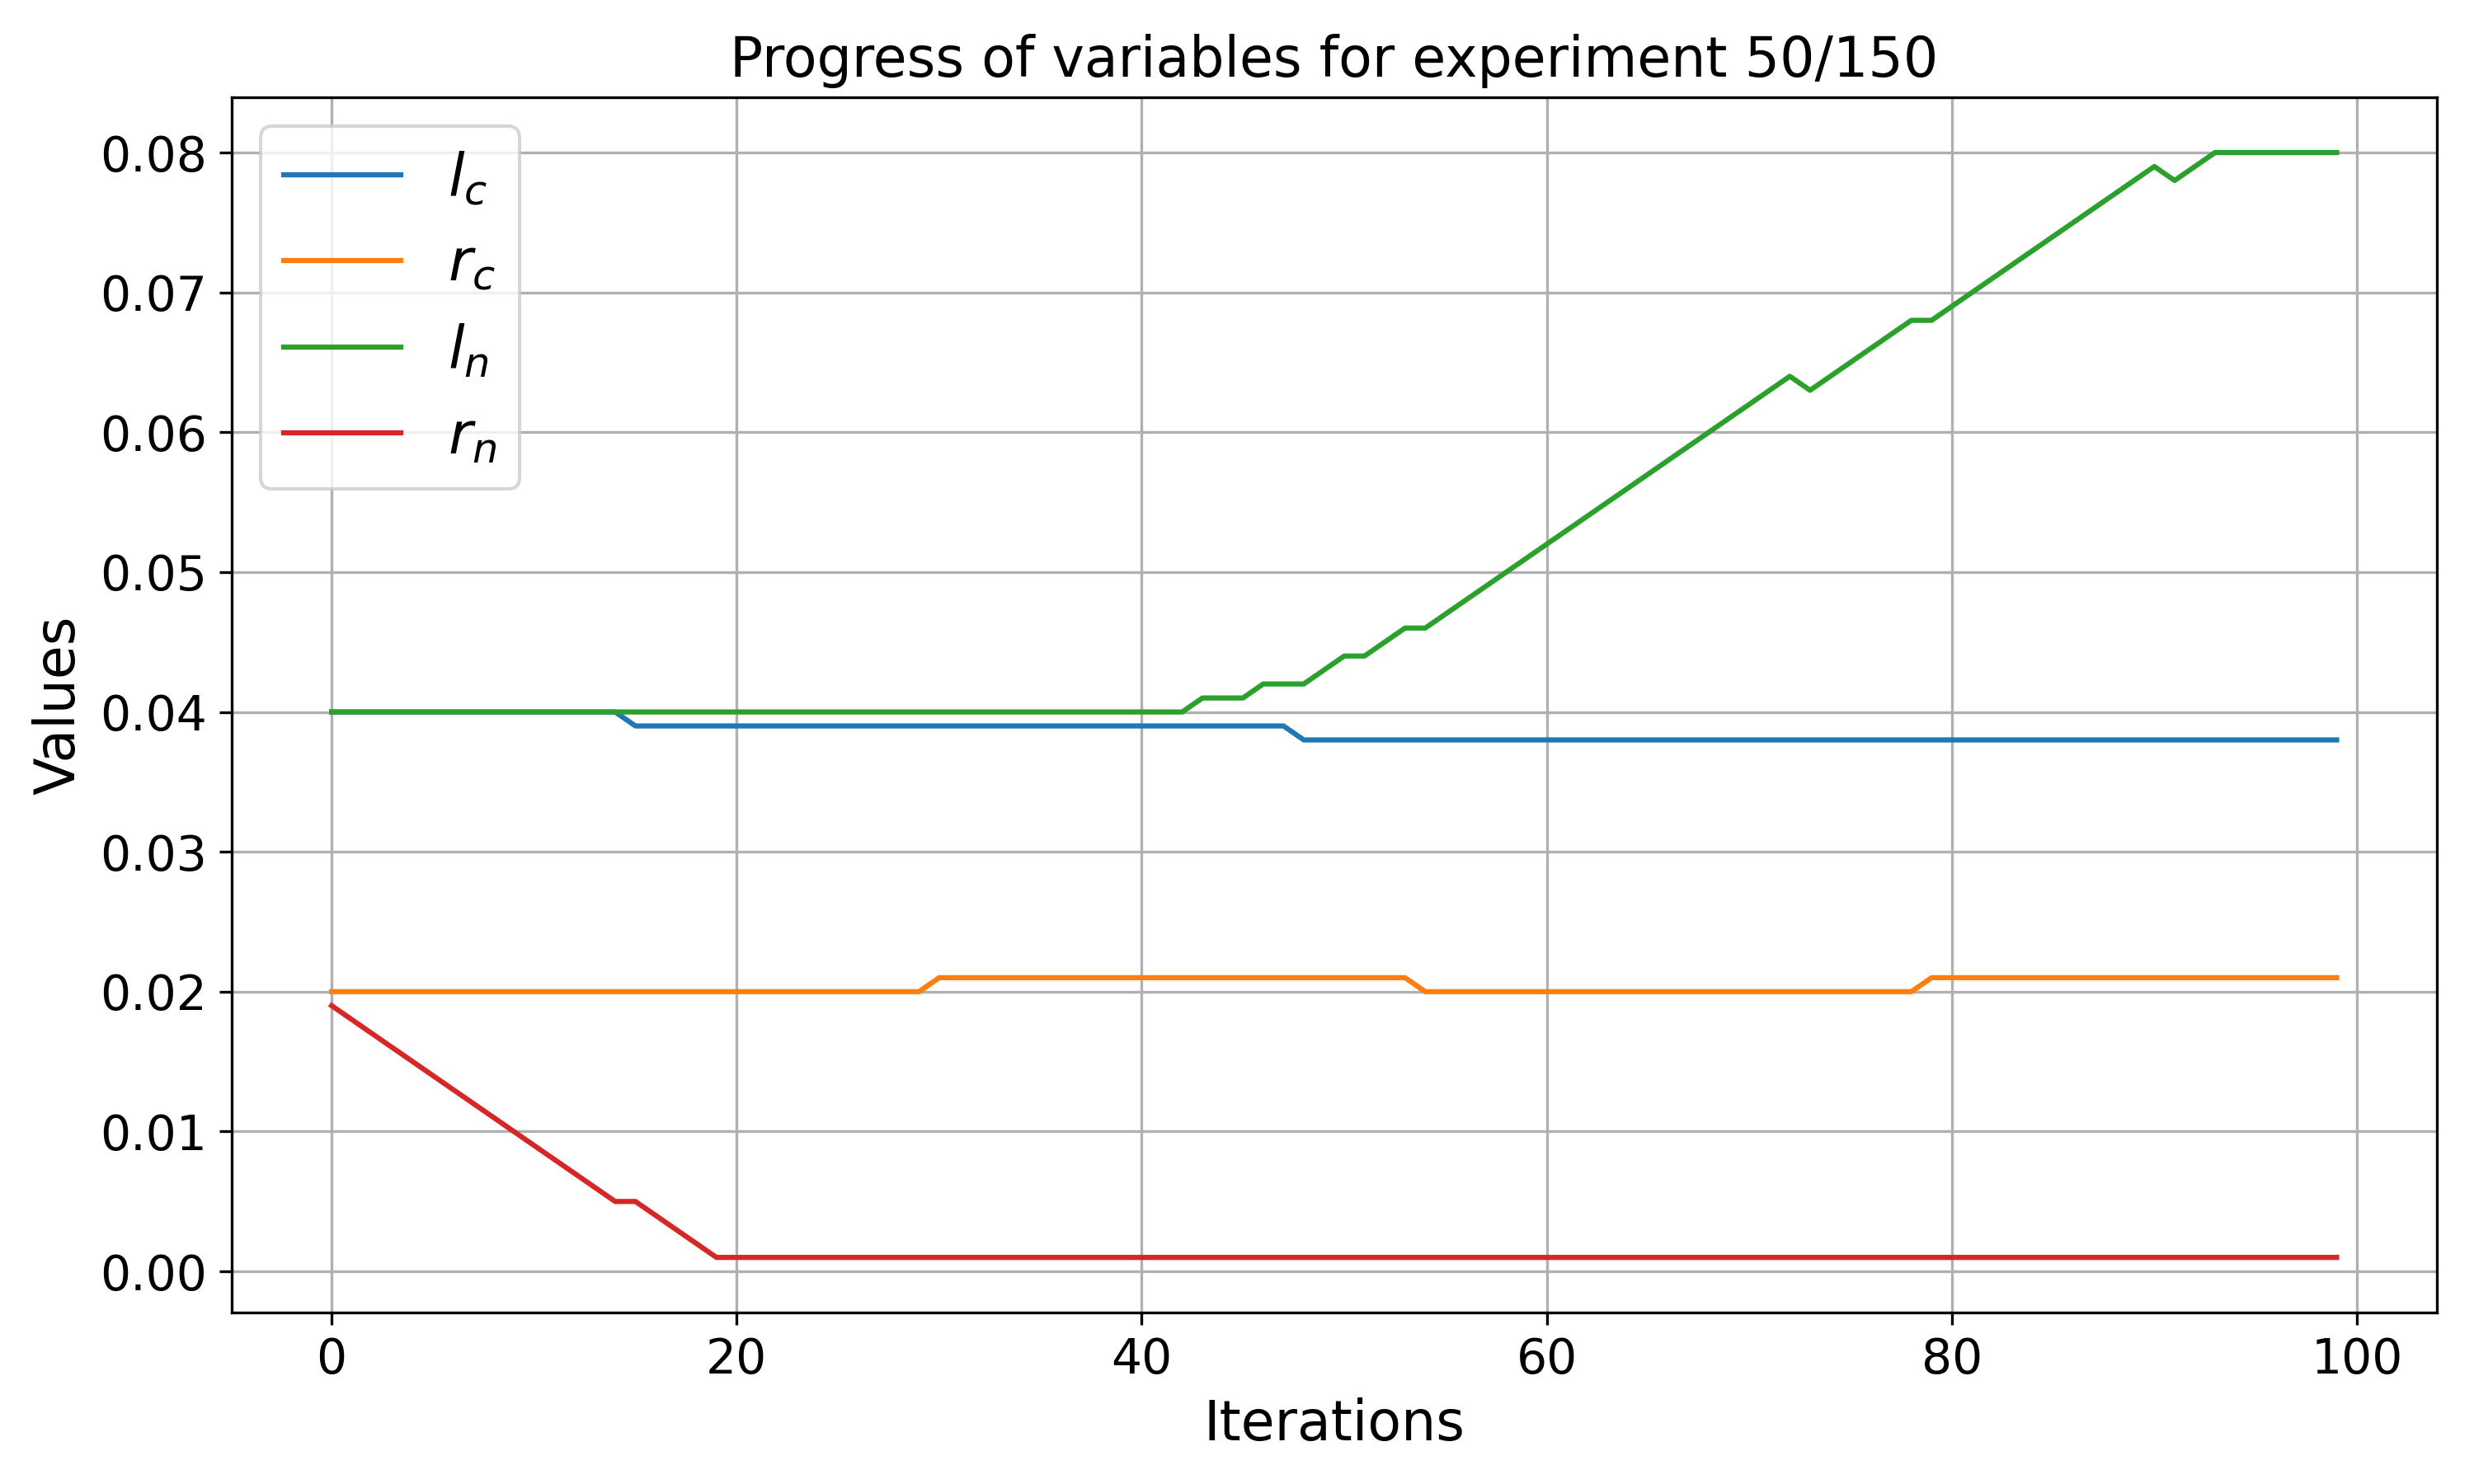 Progress of variables for experiment 50/150
l_c
r_c
l_n
r_n
Values
0.08
0.07
0.06
0.05
0.04
0.03
0.02
0.01
0.00
0 20 40 60 80 100
Iterations